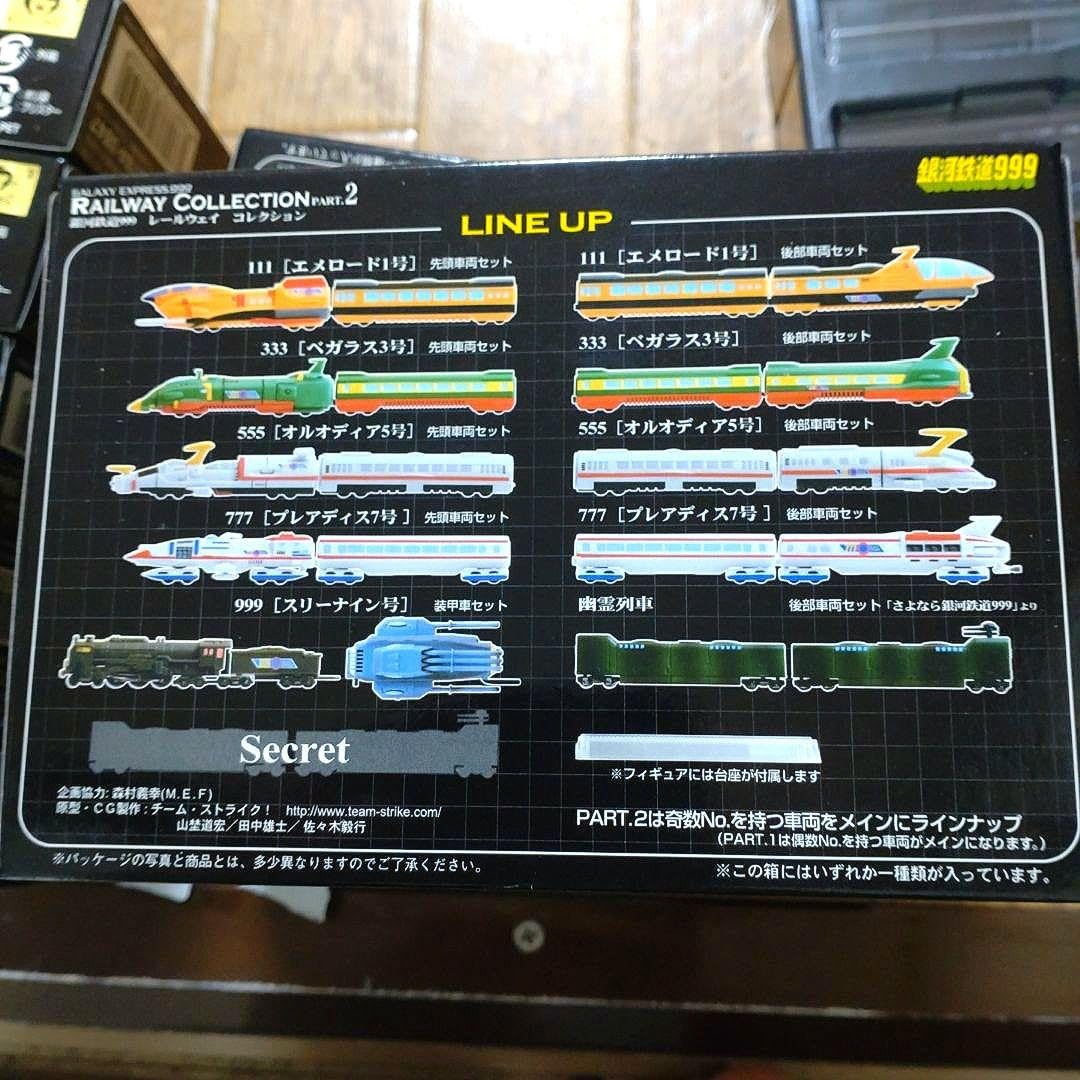 GALAXY EXPRESS 999
RAILWAY COLLECTION PART.2
銀河鉄道999 レールウェイ コレクション
銀河鉄道999
LINE UP
111［エメロード1号］ 先頭車両セット
111［エメロード1号］ 後部車両セット
333［ベガラス3号］ 先頭車両セット
333［ベガラス3号］ 後部車両セット
555［オルオディア5号］ 先頭車両セット
555［オルオディア5号］ 後部車両セット
777［プレアディス7号 ］ 先頭車両セット
777［プレアディス7号 ］ 後部車両セット
999［スリーナイン号］ 装甲車セット
幽霊列車 後部車両セット「さよなら銀河鉄道999」より
Secret
※フィギュアには台座が付属します
企画協力: 森村義幸(M.E.F)
原型・CG製作 : チーム・ストライク！ http://www.team-strike.com/
山埜道宏／田中雄士／佐々木毅行
PART.2は奇数No.を持つ車両をメインにラインナップ
(PART.1は偶数No.を持つ車両がメインになります。)
※パッケージの写真と商品とは、多少異なりますのでご了承ください。
※この箱にはいずれか一種類が入っています。